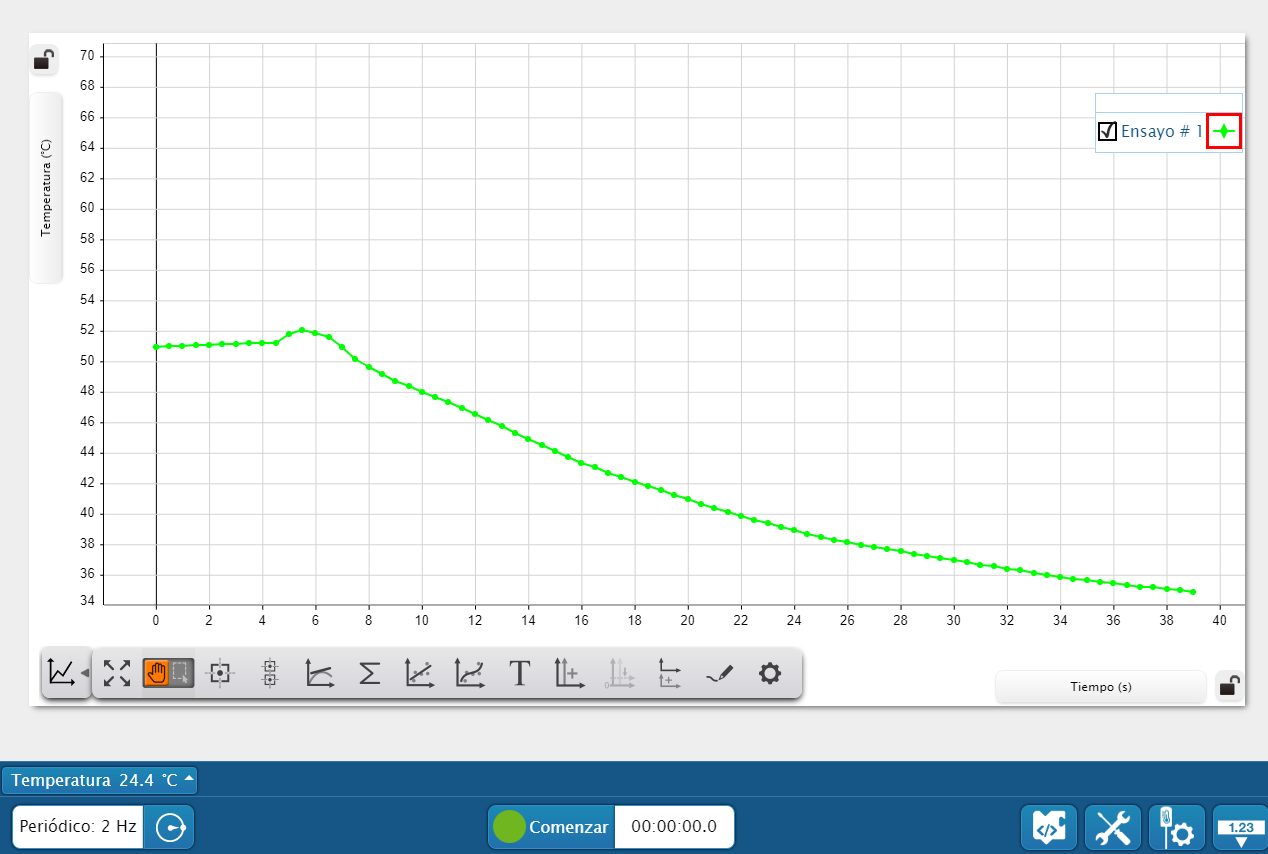 70
68
66
64
62
60
58
56
54
52
50
48
46
44
42
40
38
36
34
Temperatura (°C)
Ensayo # 1
0 2 4 6 8 10 12 14 16 18 20 22 24 26 28 30 32 34 36 38 40
Σ T
0
Tiempo (s)
Temperatura 24.4 °C
Periódico: 2 Hz
Comenzar 00:00:00.0
</>
1.23